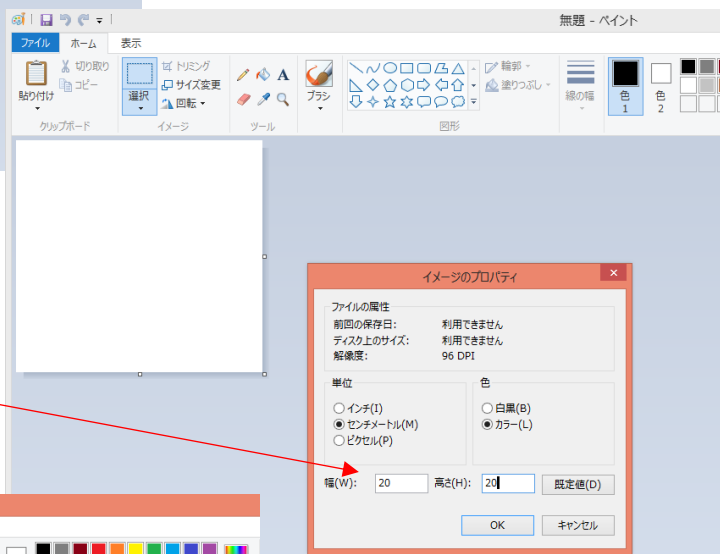 無題 - ペイント
ファイル ホーム 表示
貼り付け
切り取り
コピー
クリップボード
選択
トリミング
サイズ変更
回転
イメージ
A
ツール
ブラシ
図形
輪郭
塗りつぶし
線の幅
色
1
色
2
イメージのプロパティ
ファイルの属性
前回の保存日: 利用できません
ディスク上のサイズ: 利用できません
解像度: 96 DPI
単位
インチ(I)
センチメートル(M)
ピクセル(P)
色
白黒(B)
カラー(L)
幅(W): 20 高さ(H): 20 既定値(D)
OK キャンセル